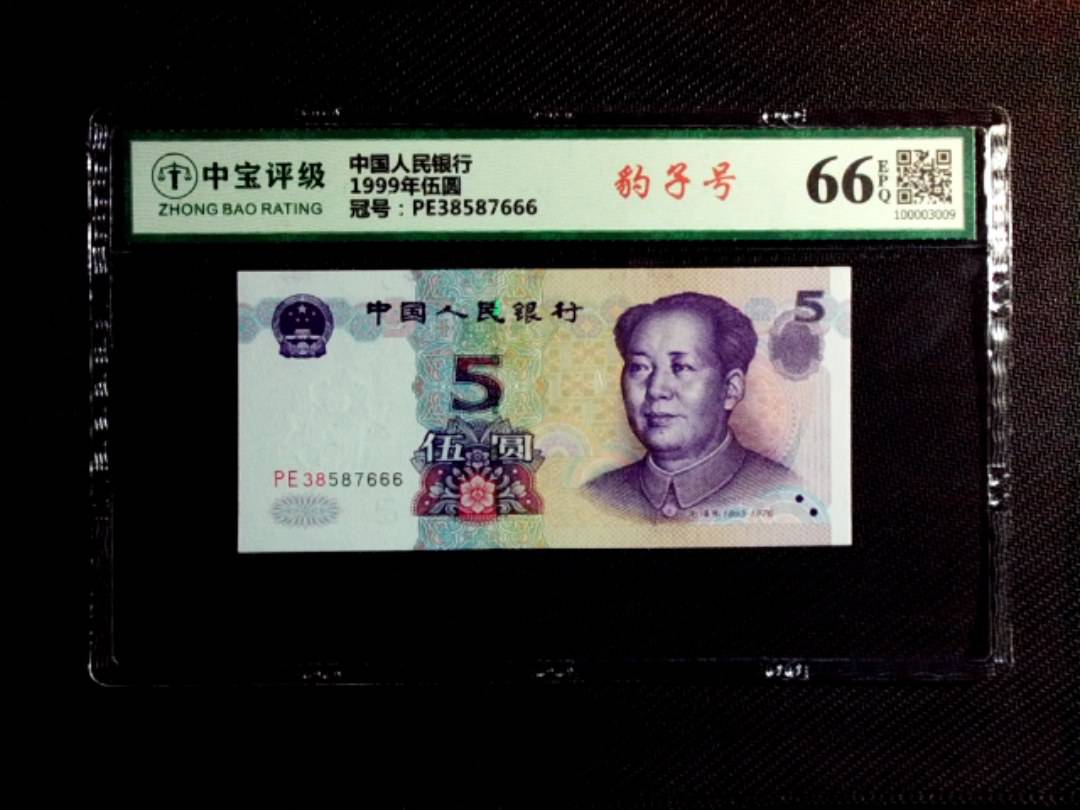 中宝评级
ZHONG BAO RATING
中国人民银行
1999年伍圆
冠号：PE38587666
豹子号
66
EPQ
100003009
中国人民银行
5
5
伍圆
PE38587666
1893-1976